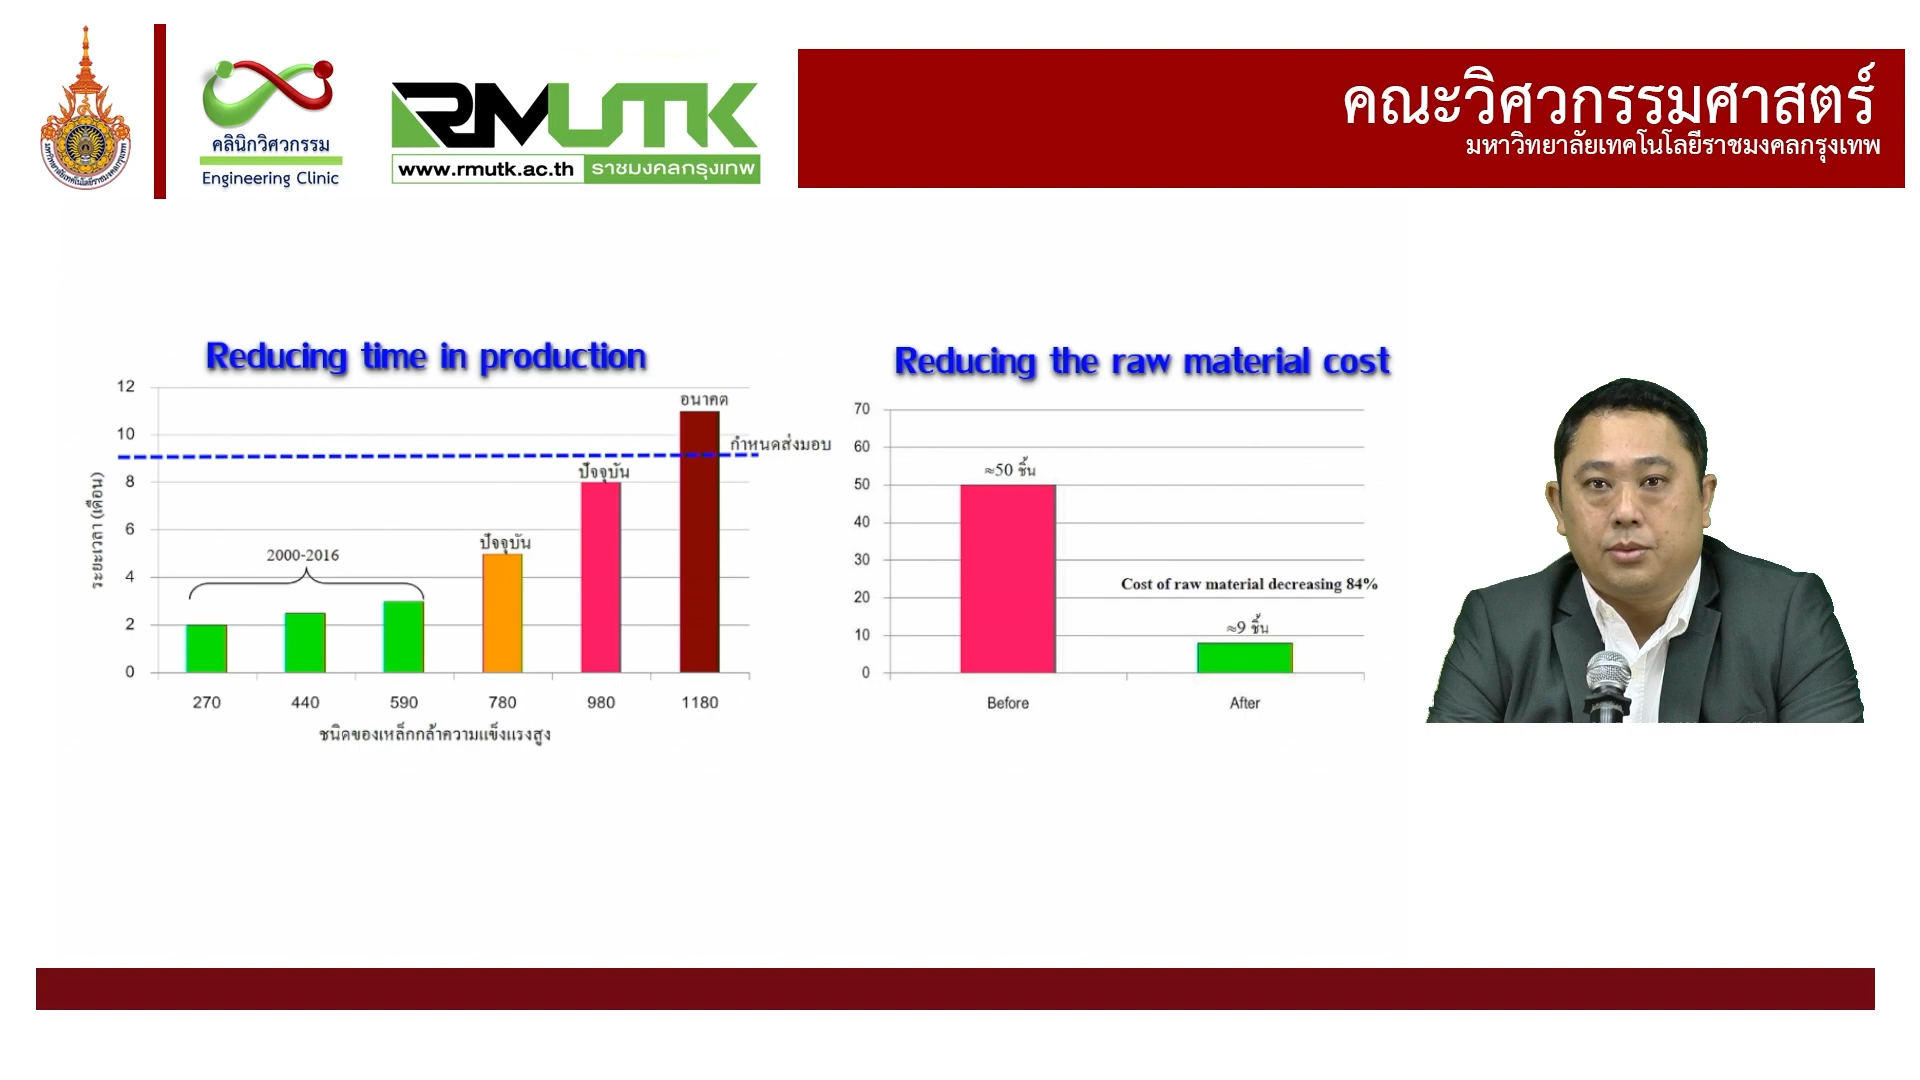 คลินิกวิศวกรรม
Engineering Clinic
RMUTK
www.rmutk.ac.th ราชมงคลกรุงเทพ
คณะวิศวกรรมศาสตร์
มหาวิทยาลัยเทคโนโลยีราชมงคลกรุงเทพ
Reducing time in production
12
10
8
6
4
2
0
ระยะเวลา (เดือน)
2000-2016
ปัจจุบัน
ปัจจุบัน
อนาคต
กำหนดส่งมอบ
270 440 590 780 980 1180
ชนิดของเหล็กกล้าความแข็งแรงสูง
Reducing the raw material cost
70
60
50
40
30
20
10
0
≈50 ชิ้น
Cost of raw material decreasing 84%
≈9 ชิ้น
Before After